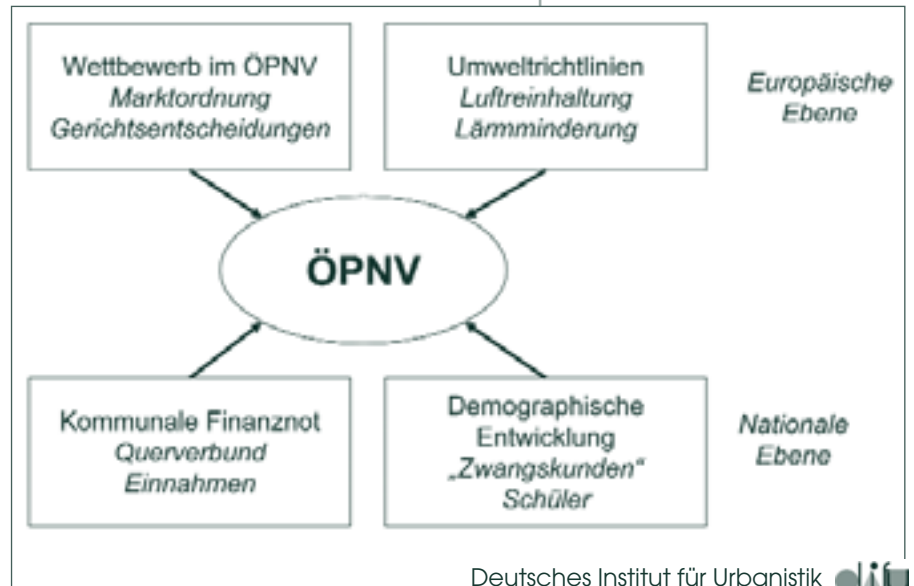 Wettbewerb im ÖPNV
Marktordnung
Gerichtsentscheidungen
Umweltrichtlinien
Luftreinhaltung
Lärmminderung
Europäische
Ebene
ÖPNV
Kommunale Finanznot
Querverbund
Einnahmen
Demographische
Entwicklung
„Zwangskunden“
Schüler
Nationale
Ebene
Deutsches Institut für Urbanistik difu